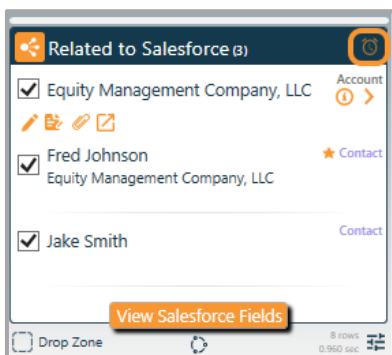 Related to Salesforce (3)
Equity Management Company, LLC
Account
Fred Johnson
Contact
Equity Management Company, LLC
Jake Smith
Contact
View Salesforce Fields
Drop Zone
8 rows
0.960 sec